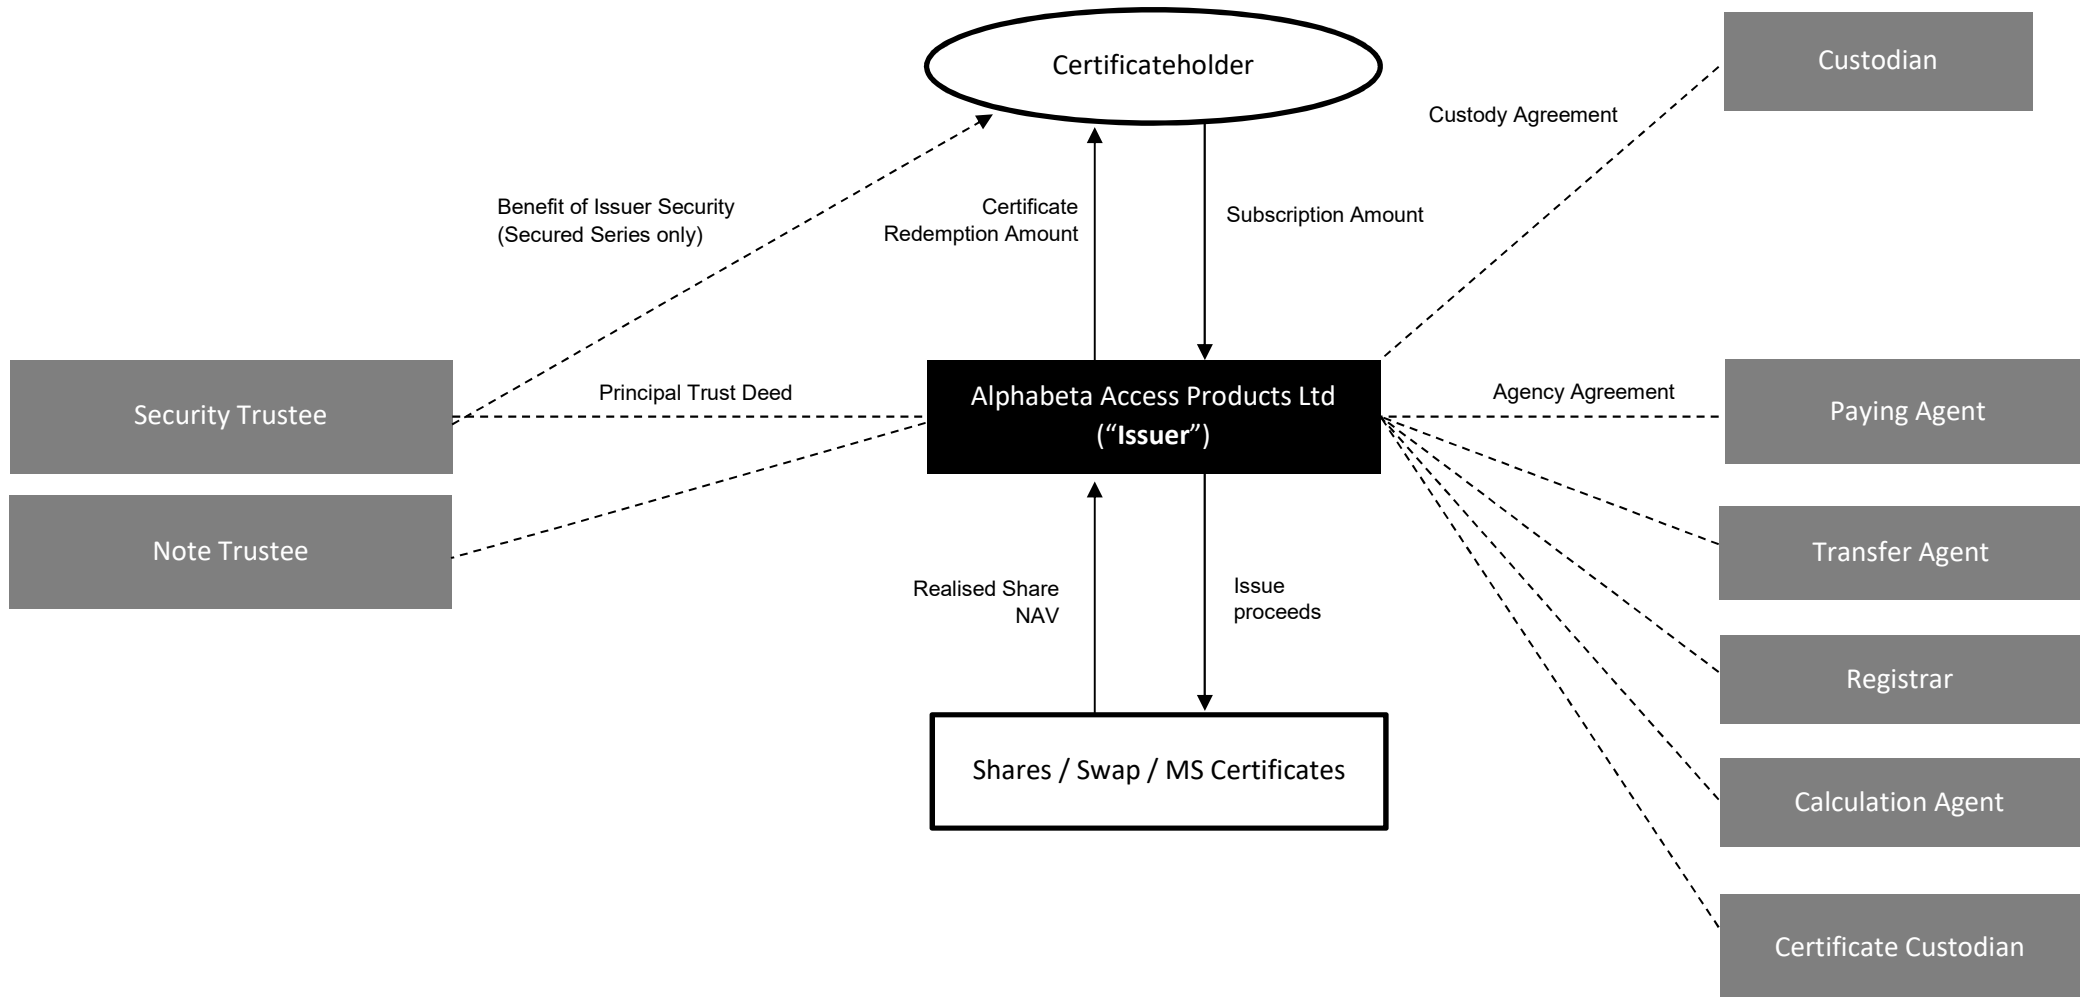 Certificateholder
Custodian
Custody Agreement
Benefit of Issuer Security
(Secured Series only)
Certificate
Redemption Amount
Subscription Amount
Security Trustee
Principal Trust Deed
Alphabeta Access Products Ltd
(“Issuer”)
Agency Agreement
Paying Agent
Note Trustee
Transfer Agent
Realised Share
NAV
Issue
proceeds
Registrar
Shares / Swap / MS Certificates
Calculation Agent
Certificate Custodian